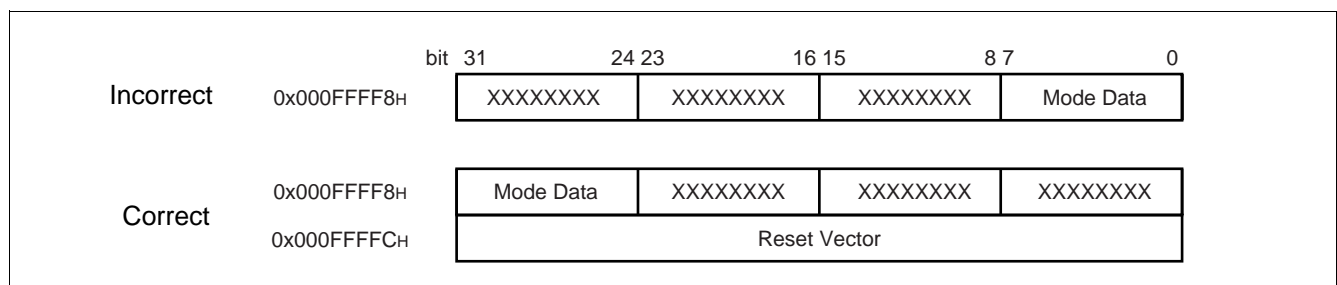 bit 31 24 23 16 15 8 7 0
Incorrect 0x000FFFF8H XXXXXXXX XXXXXXXX XXXXXXXX Mode Data
Correct
0x000FFFF8H Mode Data XXXXXXXX XXXXXXXX XXXXXXXX
0x000FFFFCH Reset Vector